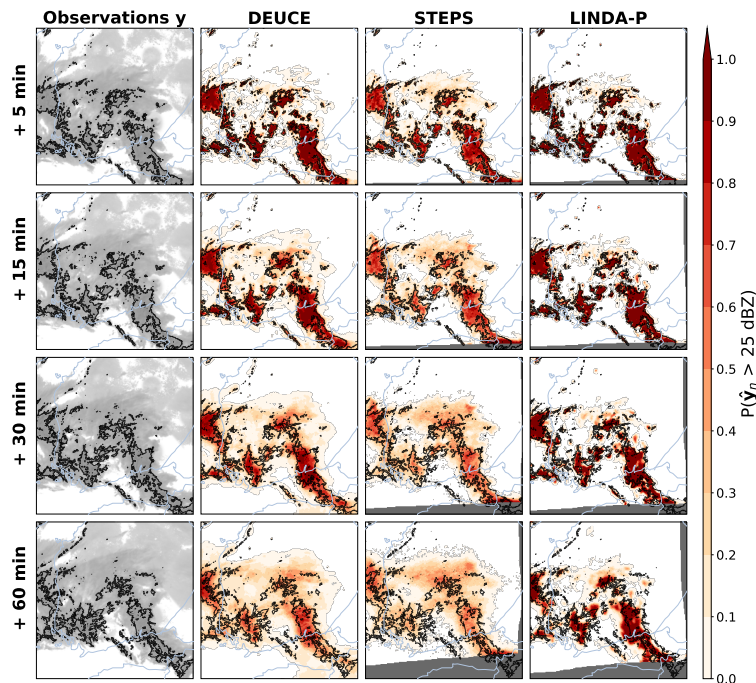 Observations y DEUCE STEPS LINDA-P
+ 5 min
+ 15 min
+ 30 min
+ 60 min
1.0
0.9
0.8
0.7
0.6
0.5
0.4
0.3
0.2
0.1
0.0
P(ŷₙ > 25 dBZ)